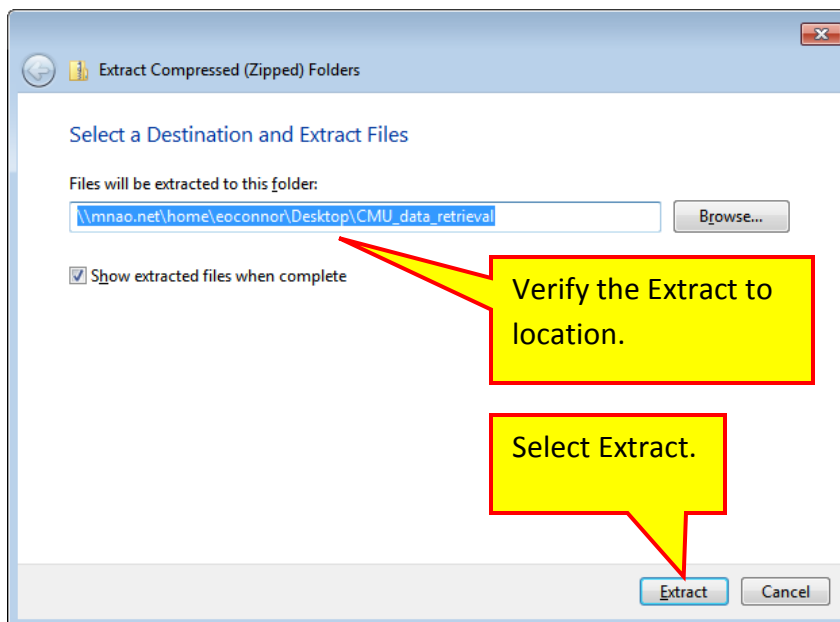 Extract Compressed (Zipped) Folders
Select a Destination and Extract Files
Files will be extracted to this folder:
\\mnao.net\home\eoconnor\Desktop\CMU_data_retrieval
Browse...
Show extracted files when complete
Verify the Extract to
location.
Select Extract.
Extract
Cancel